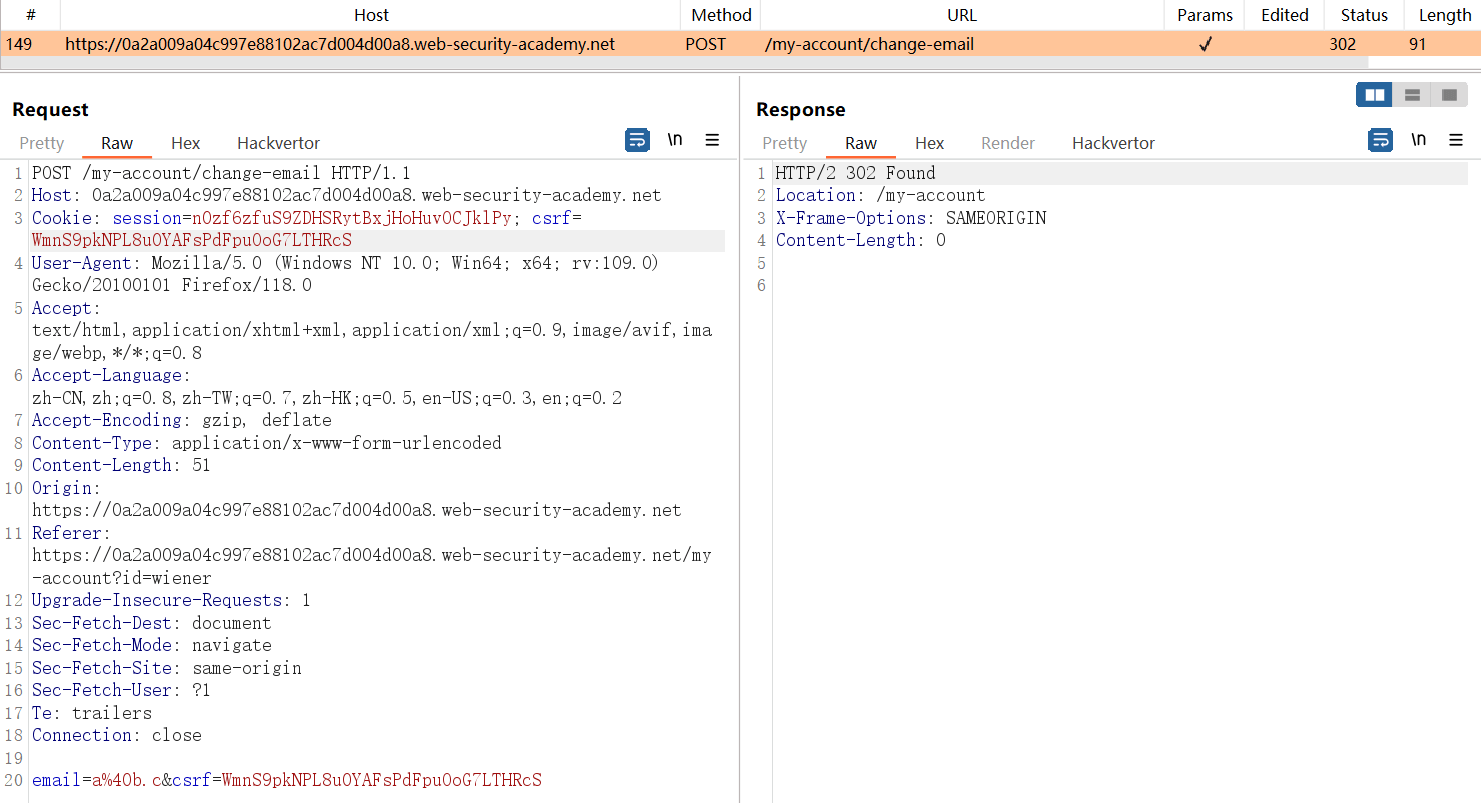 # Host Method URL Params Edited Status Length
149 https://0a2a009a04c997e88102ac7d004d00a8.web-security-academy.net POST /my-account/change-email ✓ 302 91
Request
Pretty Raw Hex Hackvertor \n
1 POST /my-account/change-email HTTP/1.1
2 Host: 0a2a009a04c997e88102ac7d004d00a8.web-security-academy.net
3 Cookie: session=n0zf6zfuS9ZDHSRytBxjHoHuvOCJklPy; csrf=
WmnS9pkNPL8u0YAFsPdFpu0oG7LTHRcS
4 User-Agent: Mozilla/5.0 (Windows NT 10.0; Win64; x64; rv:109.0)
Gecko/20100101 Firefox/118.0
5 Accept:
text/html,application/xhtml+xml,application/xml;q=0.9,image/avif,ima
ge/webp,*/*;q=0.8
6 Accept-Language:
zh-CN,zh;q=0.8,zh-TW;q=0.7,zh-HK;q=0.5,en-US;q=0.3,en;q=0.2
7 Accept-Encoding: gzip, deflate
8 Content-Type: application/x-www-form-urlencoded
9 Content-Length: 51
10 Origin:
https://0a2a009a04c997e88102ac7d004d00a8.web-security-academy.net
11 Referer:
https://0a2a009a04c997e88102ac7d004d00a8.web-security-academy.net/my
-account?id=wiener
12 Upgrade-Insecure-Requests: 1
13 Sec-Fetch-Dest: document
14 Sec-Fetch-Mode: navigate
15 Sec-Fetch-Site: same-origin
16 Sec-Fetch-User: ?1
17 Te: trailers
18 Connection: close
19
20 email=a%40b.c&csrf=WmnS9pkNPL8u0YAFsPdFpu0oG7LTHRcS
Response
Pretty Raw Hex Render Hackvertor \n
1 HTTP/2 302 Found
2 Location: /my-account
3 X-Frame-Options: SAMEORIGIN
4 Content-Length: 0
5
6